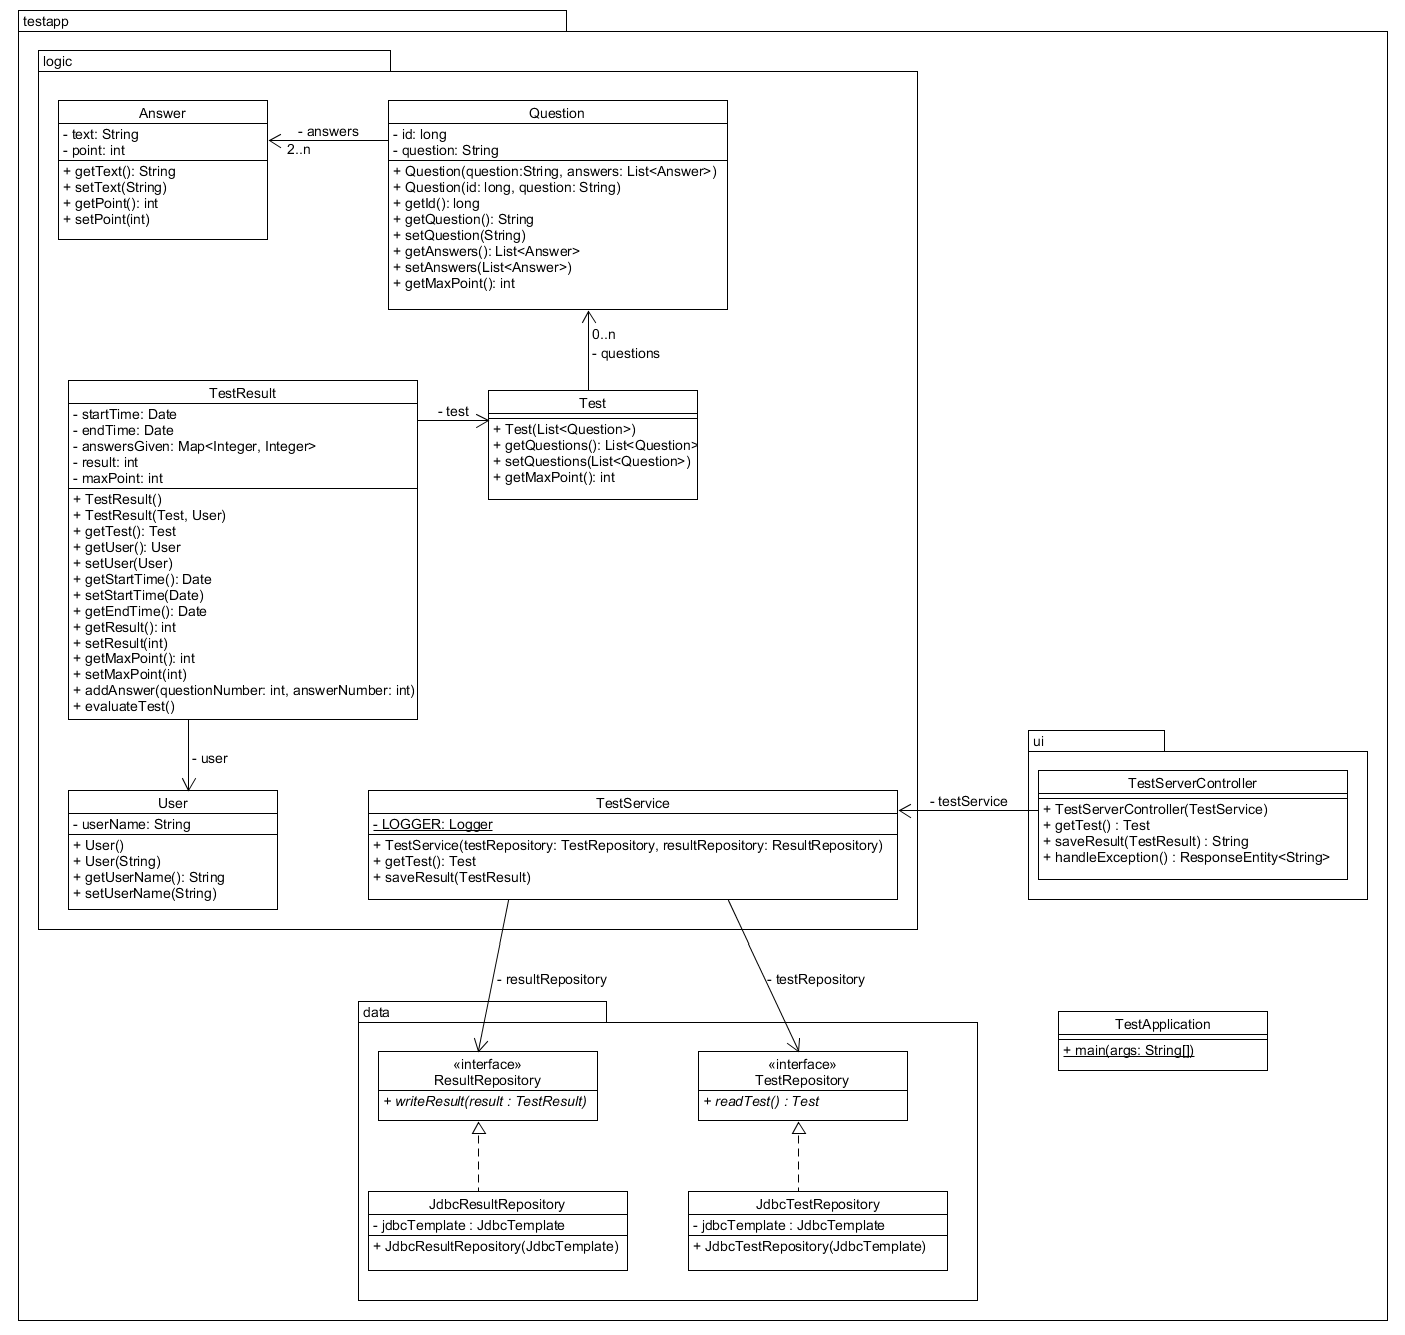 testapp
logic
Answer
- text: String
- point: int
+ getText(): String
+ setText(String)
+ getPoint(): int
+ setPoint(int)
- answers
2..n
Question
- id: long
- question: String
+ Question(question:String, answers: List<Answer>)
+ Question(id: long, question: String)
+ getId(): long
+ getQuestion(): String
+ setQuestion(String)
+ getAnswers(): List<Answer>
+ setAnswers(List<Answer>)
+ getMaxPoint(): int
0..n
- questions
TestResult
- startTime: Date
- endTime: Date
- answersGiven: Map<Integer, Integer>
- result: int
- maxPoint: int
+ TestResult()
+ TestResult(Test, User)
+ getTest(): Test
+ getUser(): User
+ setUser(User)
+ getStartTime(): Date
+ setStartTime(Date)
+ getEndTime(): Date
+ getResult(): int
+ setResult(int)
+ getMaxPoint(): int
+ setMaxPoint(int)
+ addAnswer(questionNumber: int, answerNumber: int)
+ evaluateTest()
- test
Test
+ Test(List<Question>)
+ getQuestions(): List<Question>
+ setQuestions(List<Question>)
+ getMaxPoint(): int
- user
User
- userName: String
+ User()
+ User(String)
+ getUserName(): String
+ setUserName(String)
TestService
- LOGGER: Logger
+ TestService(testRepository: TestRepository, resultRepository: ResultRepository)
+ getTest(): Test
+ saveResult(TestResult)
- testService
ui
TestServerController
+ TestServerController(TestService)
+ getTest() : Test
+ saveResult(TestResult) : String
+ handleException() : ResponseEntity<String>
- resultRepository
- testRepository
data
«interface»
ResultRepository
+ writeResult(result : TestResult)
«interface»
TestRepository
+ readTest() : Test
TestApplication
+ main(args: String[])
JdbcResultRepository
- jdbcTemplate : JdbcTemplate
+ JdbcResultRepository(JdbcTemplate)
JdbcTestRepository
- jdbcTemplate : JdbcTemplate
+ JdbcTestRepository(JdbcTemplate)